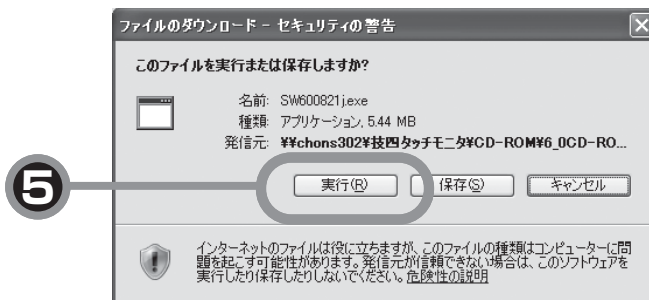 ファイルのダウンロード - セキュリティの警告
このファイルを実行または保存しますか?
名前: SW600821j.exe
種類: アプリケーション, 5.44 MB
発信元: ¥¥chons302¥技四タッチモニタ¥CD-ROM¥6_0CD-RO...
5
実行(R) 保存(S) キャンセル
インターネットのファイルは役に立ちますが、このファイルの種類はコンピューターに問
題を起こす可能性があります。発信元が信頼できない場合は、このソフトウェアを
実行したり保存したりしないでください。危険性の説明